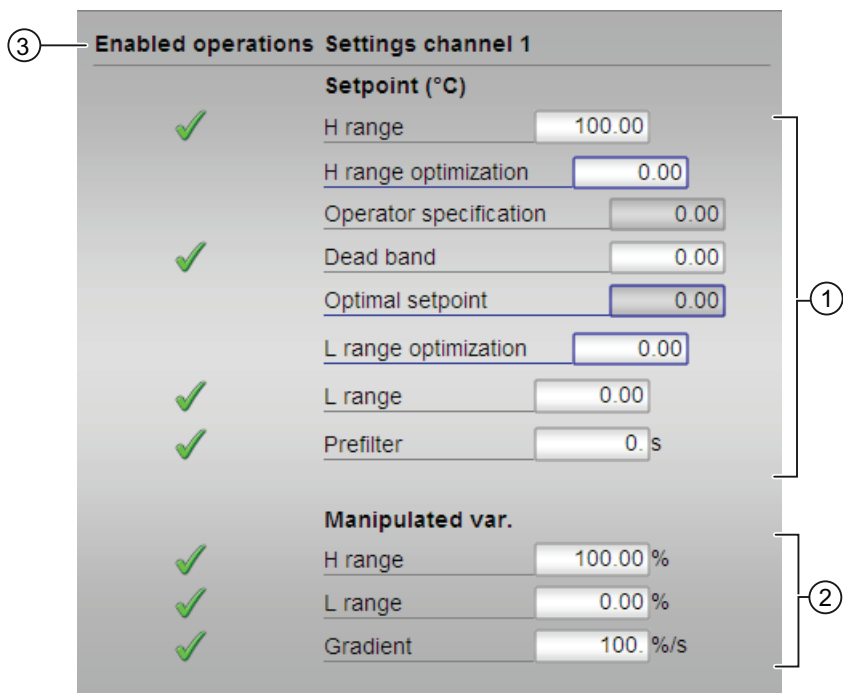 ③ Enabled operations Settings channel 1
Setpoint (°C)
H range 100.00
H range optimization 0.00
Operator specification 0.00
Dead band 0.00
Optimal setpoint 0.00
①
L range optimization 0.00
L range 0.00
Prefilter 0. s
Manipulated var.
H range 100.00 %
L range 0.00 %
②
Gradient 100. %/s